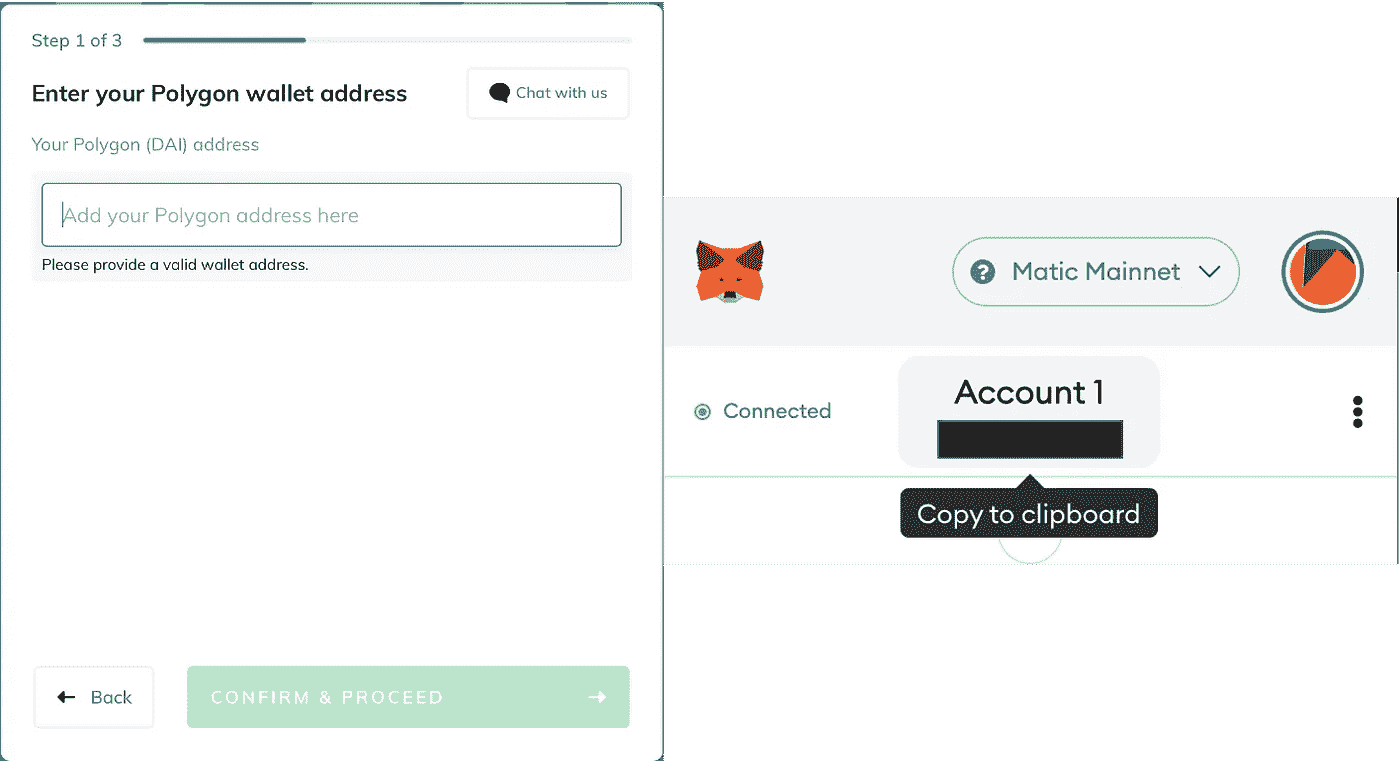 Step 1 of 3
Enter your Polygon wallet address
Chat with us
Your Polygon (DAI) address
Add your Polygon address here
Please provide a valid wallet address.
Back
CONFIRM & PROCEED
? Matic Mainnet
Connected
Account 1
Copy to clipboard